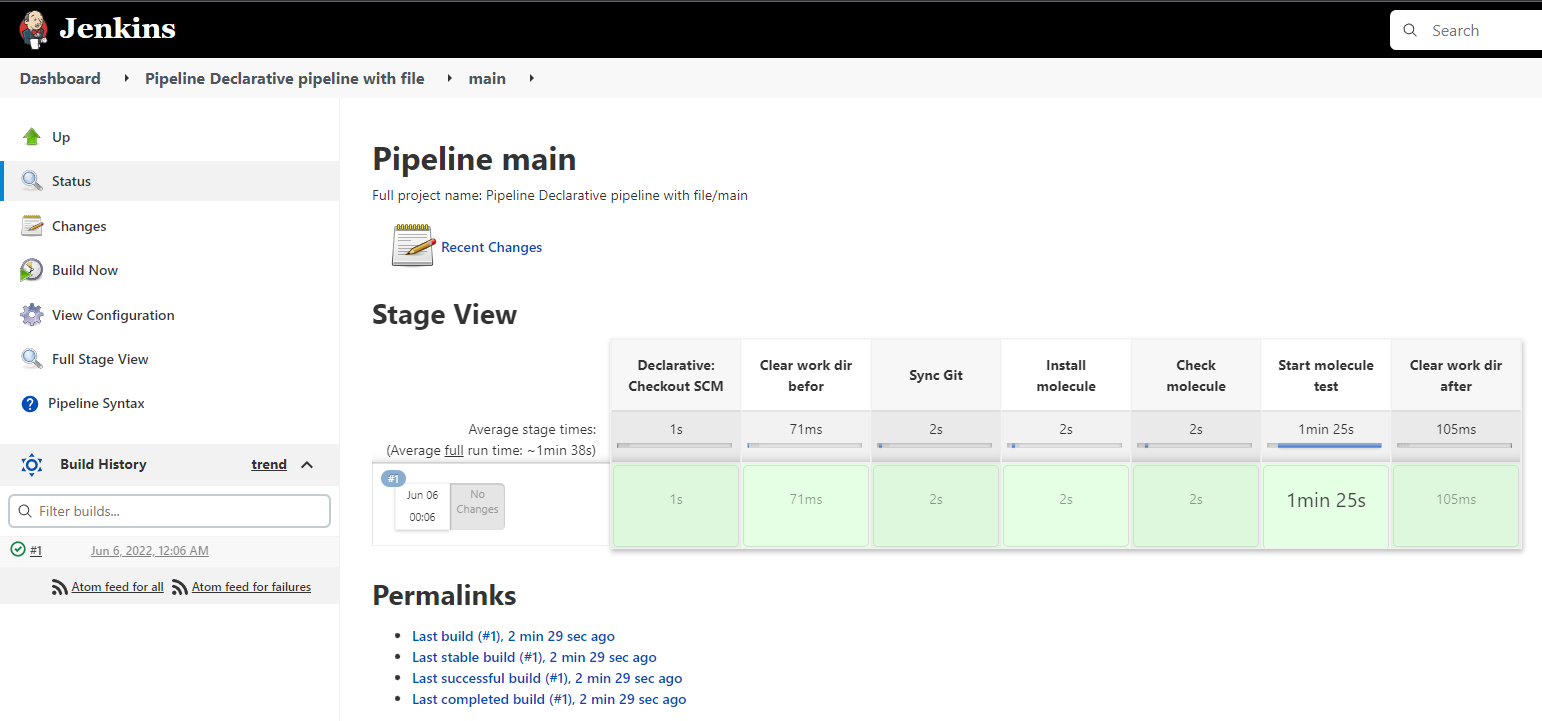 Jenkins
Search
Dashboard
Pipeline Declarative pipeline with file
main
Up
Status
Changes
Build Now
View Configuration
Full Stage View
Pipeline Syntax
Build History
trend
Filter builds...
#1
Jun 6, 2022, 12:06 AM
Atom feed for all
Atom feed for failures
Pipeline main
Full project name: Pipeline Declarative pipeline with file/main
Recent Changes
Stage View
Declarative:
Checkout SCM
Clear work dir
befor
Sync Git
Install
molecule
Check
molecule
Start molecule
test
Clear work dir
after
Average stage times:
(Average full run time: ~1min 38s)
1s
71ms
2s
2s
2s
1min 25s
105ms
#1
Jun 06
00:06
No
Changes
1s
71ms
2s
2s
2s
1min 25s
105ms
Permalinks
Last build (#1), 2 min 29 sec ago
Last stable build (#1), 2 min 29 sec ago
Last successful build (#1), 2 min 29 sec ago
Last completed build (#1), 2 min 29 sec ago